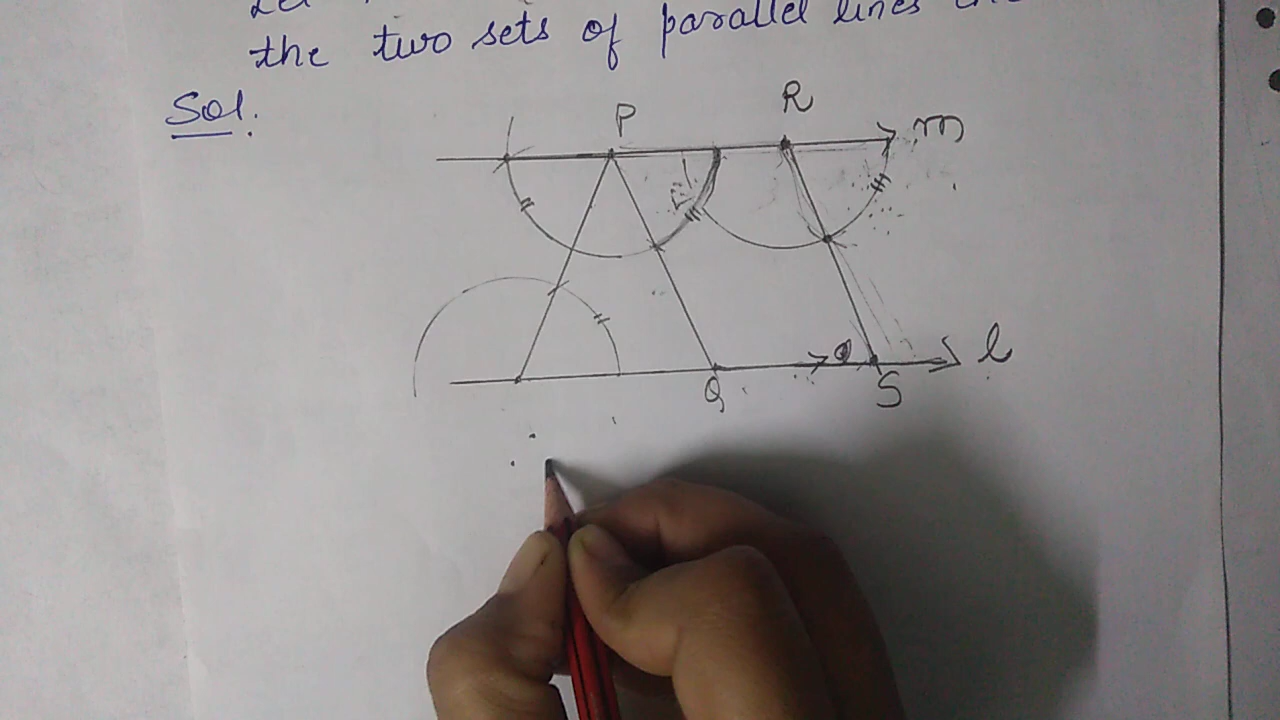 the two sets of parallel lines
Sol.
P R m
l
Q S